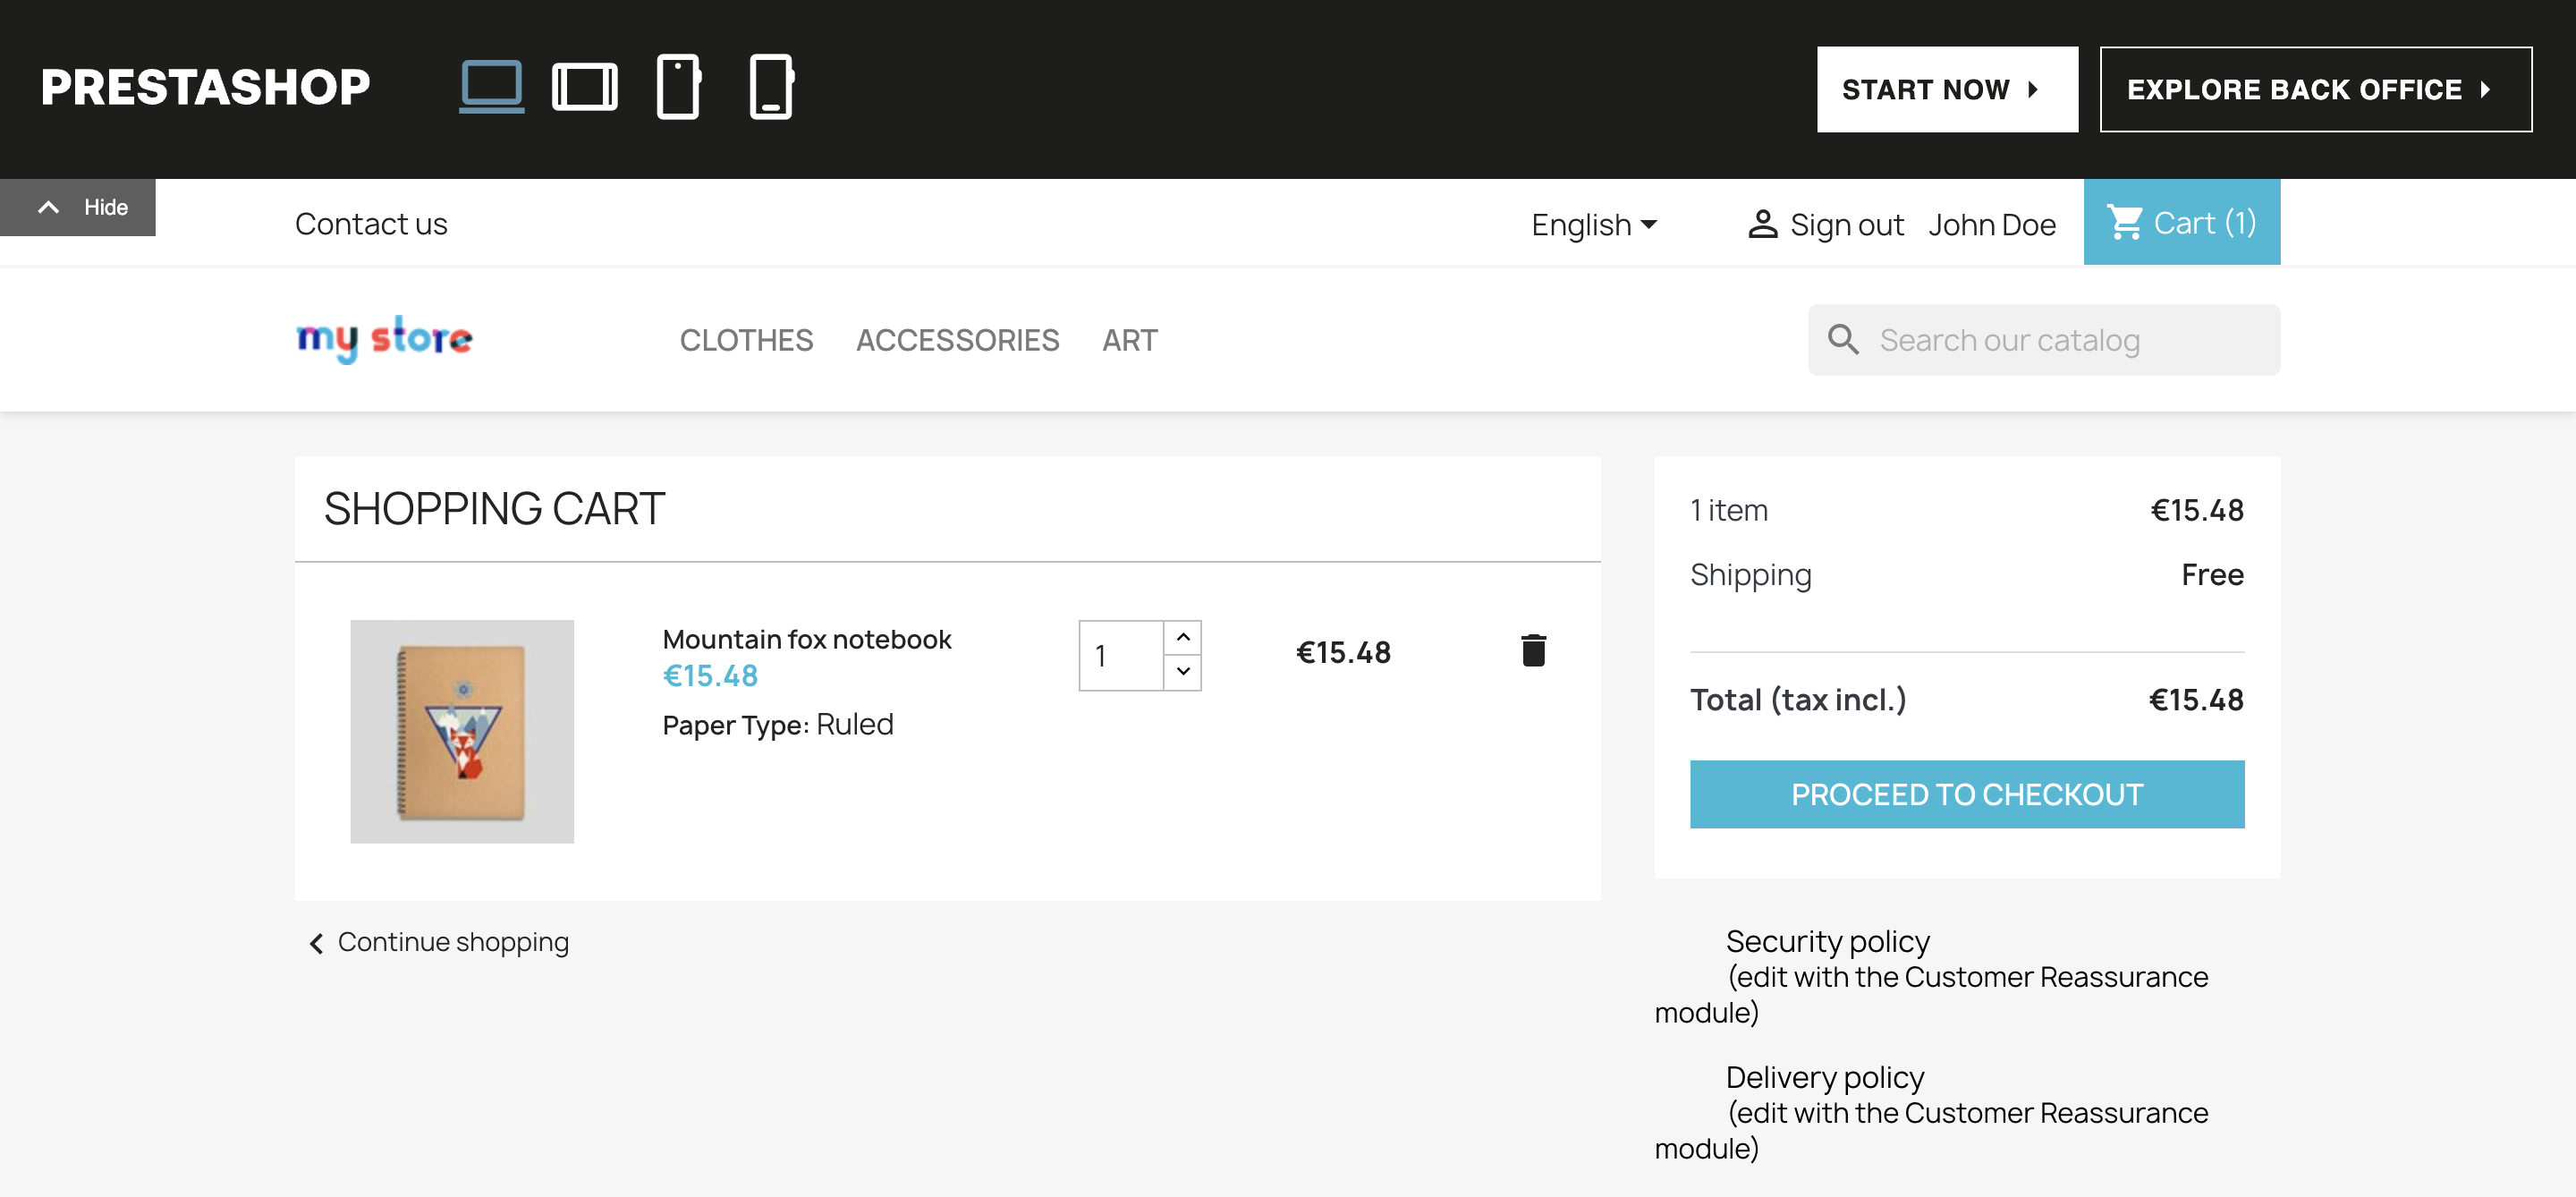 PRESTASHOP
START NOW
EXPLORE BACK OFFICE
Hide
Contact us
English
Sign out
John Doe
Cart (1)
my store
CLOTHES
ACCESSORIES
ART
Search our catalog
SHOPPING CART
Mountain fox notebook
€15.48
Paper Type: Ruled
1
€15.48
Continue shopping
1 item
€15.48
Shipping
Free
Total (tax incl.)
€15.48
PROCEED TO CHECKOUT
Security policy
(edit with the Customer Reassurance
module)
Delivery policy
(edit with the Customer Reassurance
module)